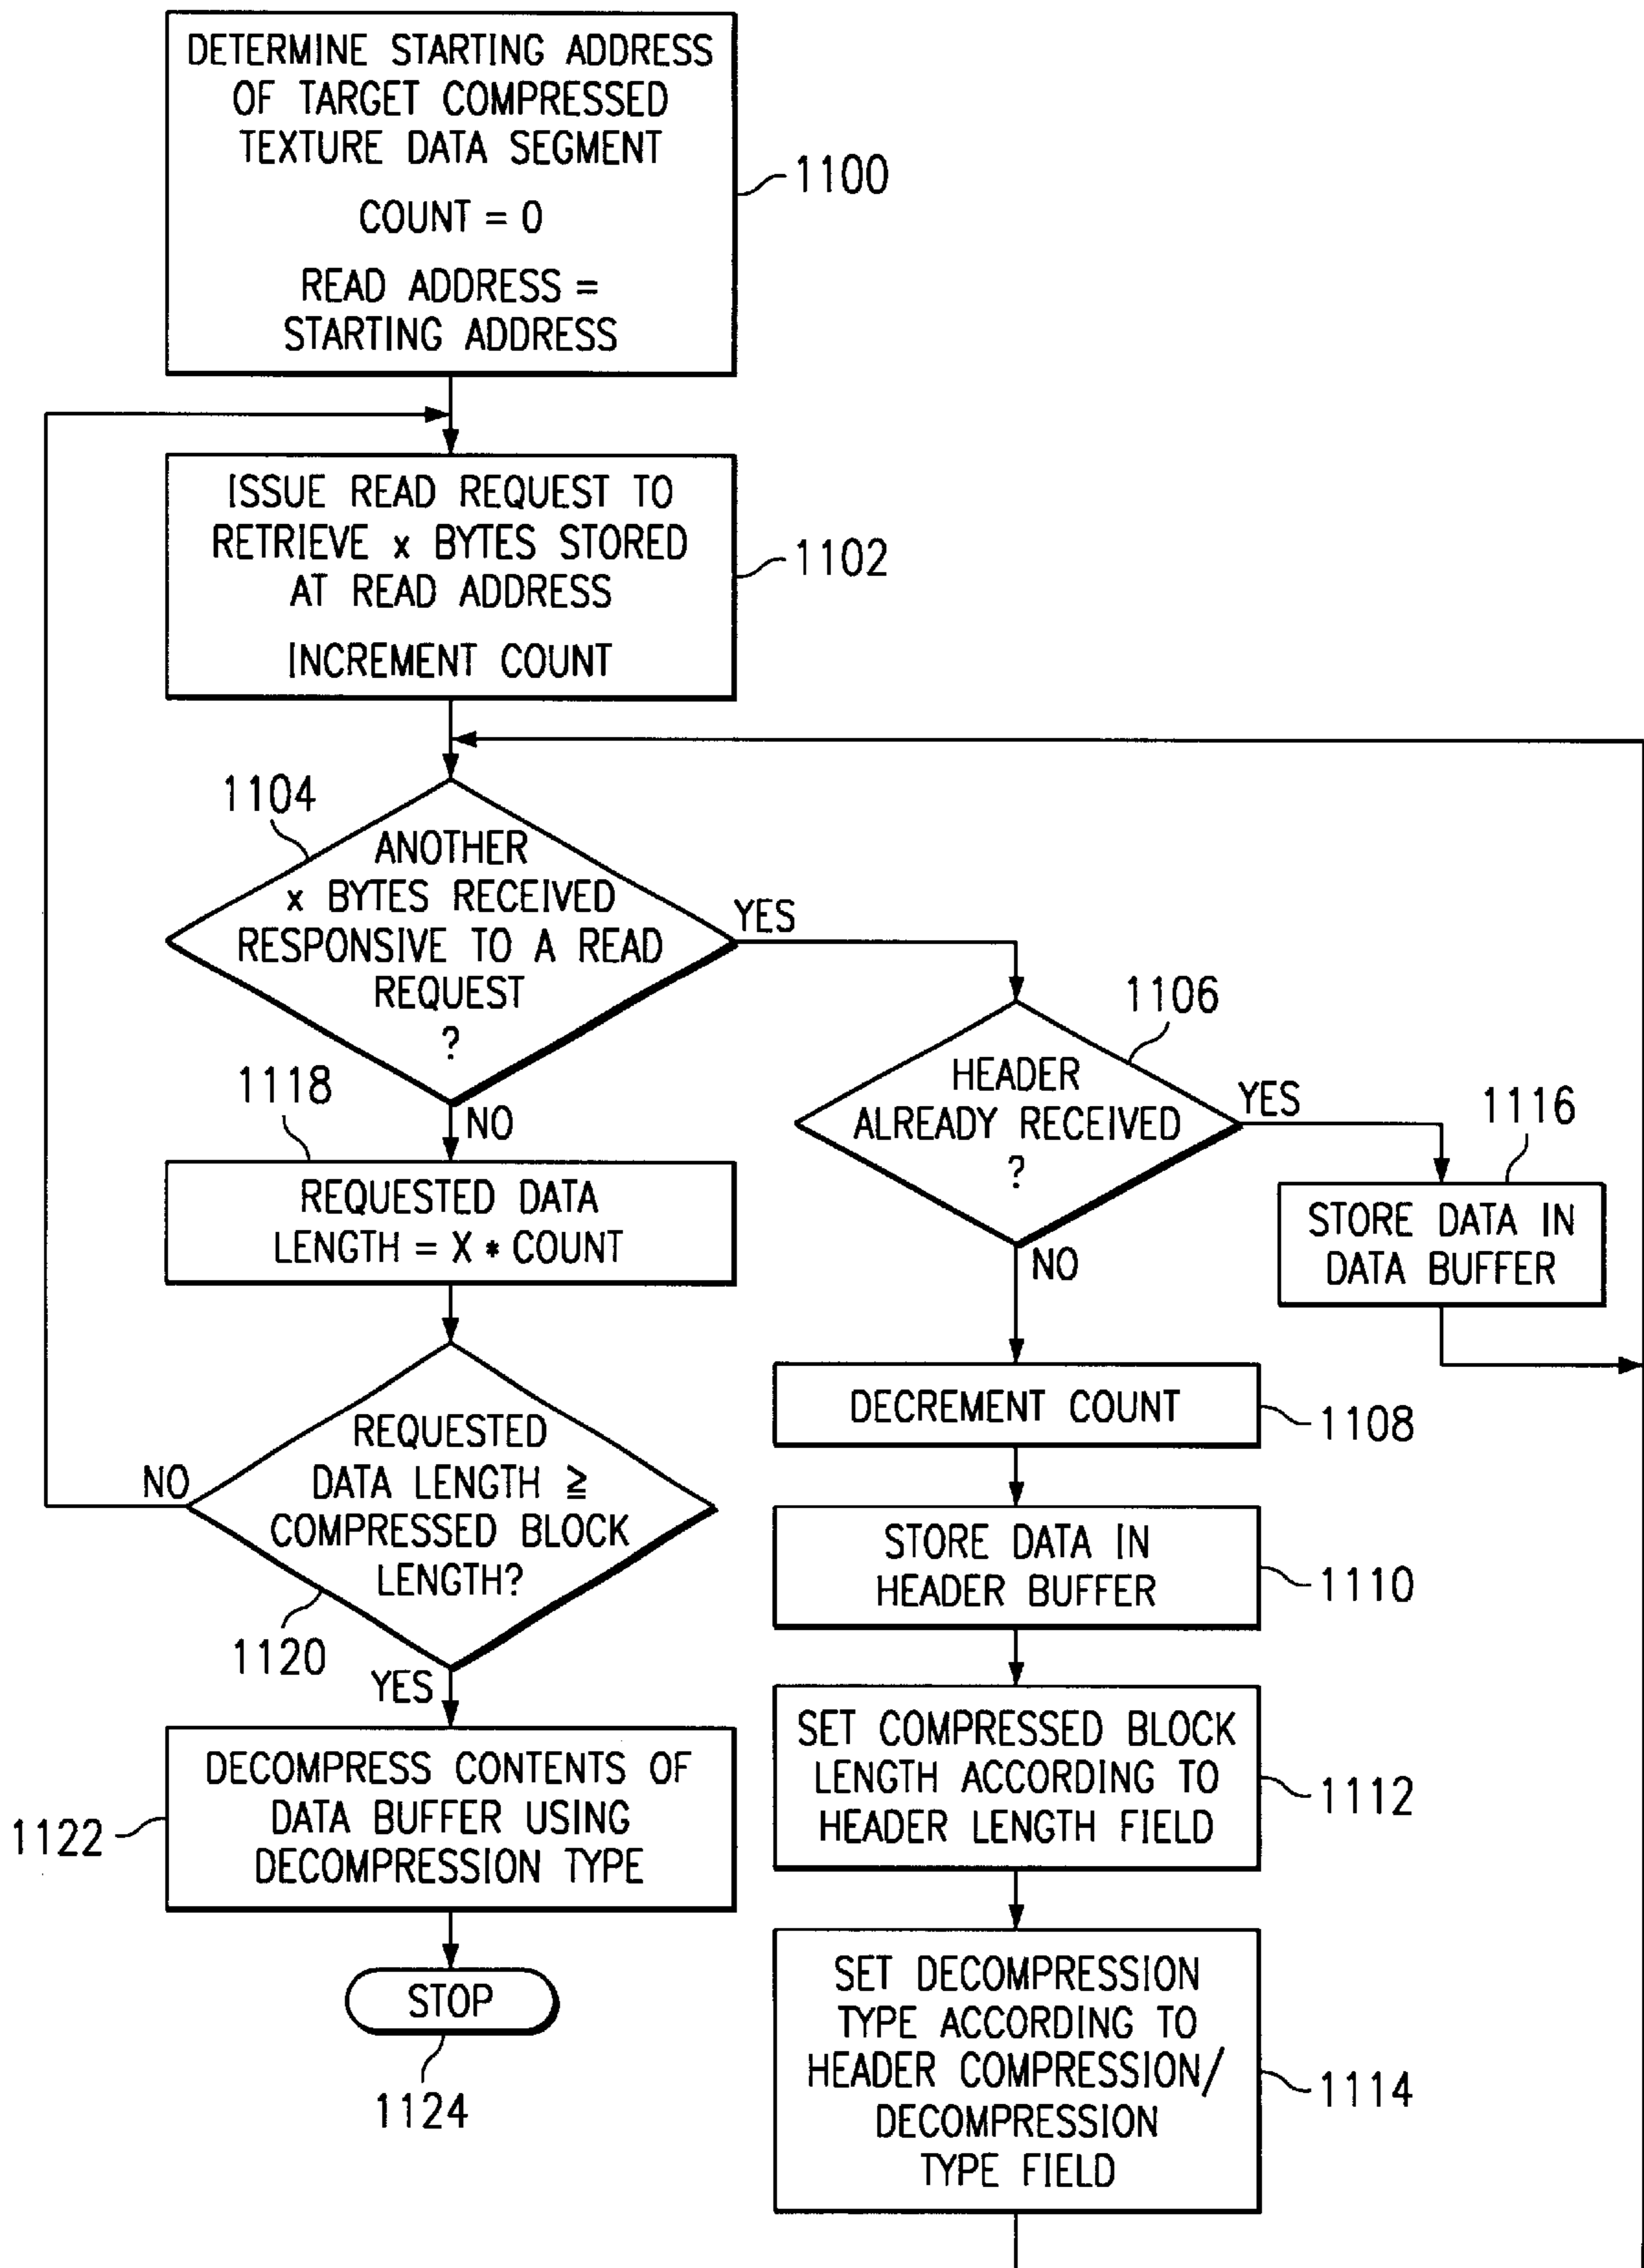 DETERMINE STARTING ADDRESS
OF TARGET COMPRESSED
TEXTURE DATA SEGMENT
COUNT = 0
READ ADDRESS =
STARTING ADDRESS
1100
ISSUE READ REQUEST TO
RETRIEVE x BYTES STORED
AT READ ADDRESS
INCREMENT COUNT
1102
1104
ANOTHER
x BYTES RECEIVED
RESPONSIVE TO A READ
REQUEST
?
YES
NO
1106
HEADER
ALREADY RECEIVED
?
YES
NO
1116
STORE DATA IN
DATA BUFFER
1118
REQUESTED DATA
LENGTH = X * COUNT
DECREMENT COUNT
1108
REQUESTED
DATA LENGTH ≥
COMPRESSED BLOCK
LENGTH?
NO
1120
YES
STORE DATA IN
HEADER BUFFER
1110
SET COMPRESSED BLOCK
LENGTH ACCORDING TO
HEADER LENGTH FIELD
1112
DECOMPRESS CONTENTS OF
DATA BUFFER USING
DECOMPRESSION TYPE
1122
STOP
1124
SET DECOMPRESSION
TYPE ACCORDING TO
HEADER COMPRESSION/
DECOMPRESSION
TYPE FIELD
1114